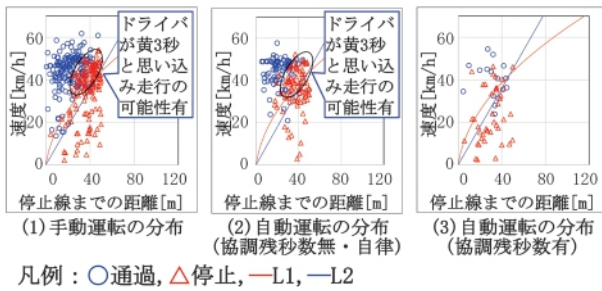 ドライバ
が黄3秒
と思い込
み走行の
可能性有
60
40
20
0
速度[km/h]
0 40 80 120
停止線までの距離[m]
(1)手動運転の分布
ドライバ
が黄3秒
と思い込
み走行の
可能性有
60
40
20
0
速度[km/h]
0 40 80 120
停止線までの距離[m]
(2)自動運転の分布
(協調残秒数無・自律)
60
40
20
0
速度[km/h]
0 40 80 120
停止線までの距離[m]
(3)自動運転の分布
(協調残秒数有)
凡例：○通過,△停止,—L1,—L2